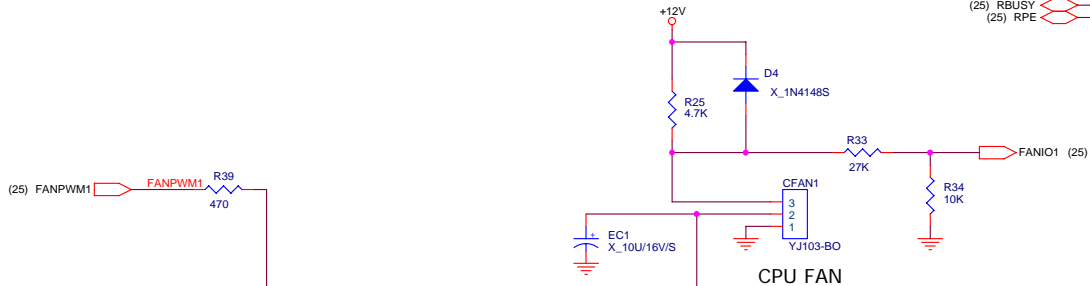 (25) RBUSY
(25) RPE
+12V
D4
X_1N4148S
R25
4.7K
R33
27K
FANIO1 (25)
R34
10K
(25) FANPWM1
FANPWM1
R39
470
CFAN1
3
2
1
YJ103-BO
+
EC1
X_10U/16V/S
CPU FAN